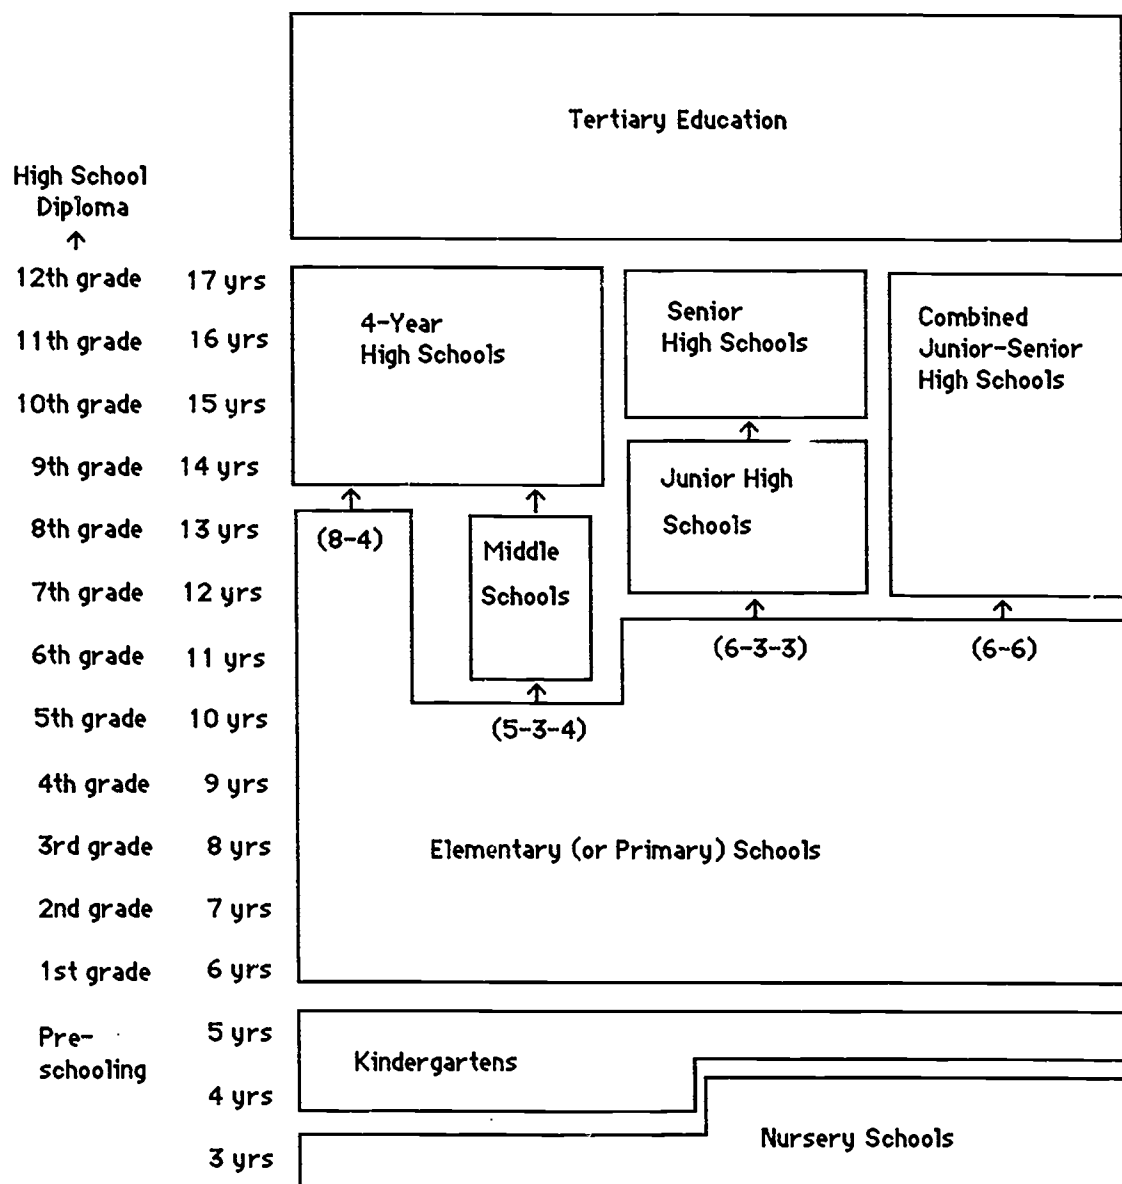 Tertiary Education
High School
Diploma
12th grade 17 yrs
11th grade 16 yrs
10th grade 15 yrs
9th grade 14 yrs
8th grade 13 yrs
7th grade 12 yrs
6th grade 11 yrs
5th grade 10 yrs
4th grade 9 yrs
3rd grade 8 yrs
2nd grade 7 yrs
1st grade 6 yrs
Pre-
schooling
5 yrs
4 yrs
3 yrs
4-Year
High Schools
Senior
High Schools
Combined
Junior-Senior
High Schools
Junior High
Schools
(8-4)
Middle
Schools
(6-3-3)
(6-6)
(5-3-4)
Elementary (or Primary) Schools
Kindergartens
Nursery Schools